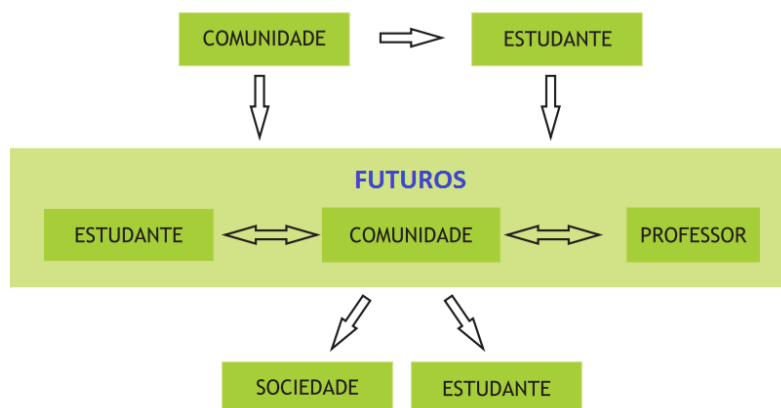 COMUNIDADE
ESTUDANTE
FUTUROS
ESTUDANTE
COMUNIDADE
PROFESSOR
SOCIEDADE
ESTUDANTE